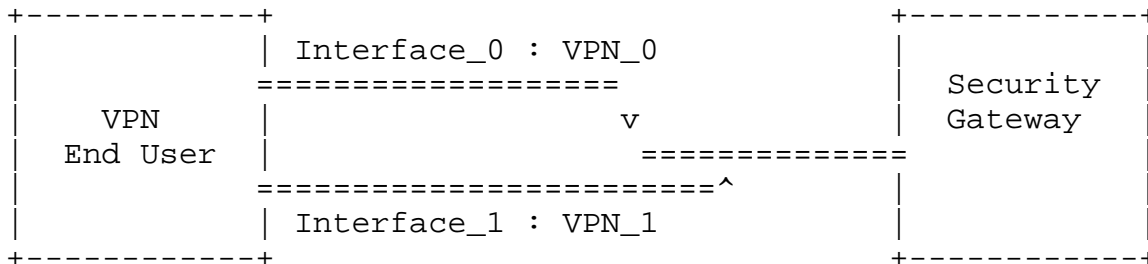 +------------+                                 +------------+
|            | Interface_0 : VPN_0             |            |
|            ===================               |  Security  |
|    VPN     |                  v              |  Gateway   |
|  End User  |                   ==============             |
|            ========================^         |            |
|            | Interface_1 : VPN_1             |            |
+------------+                                 +------------+